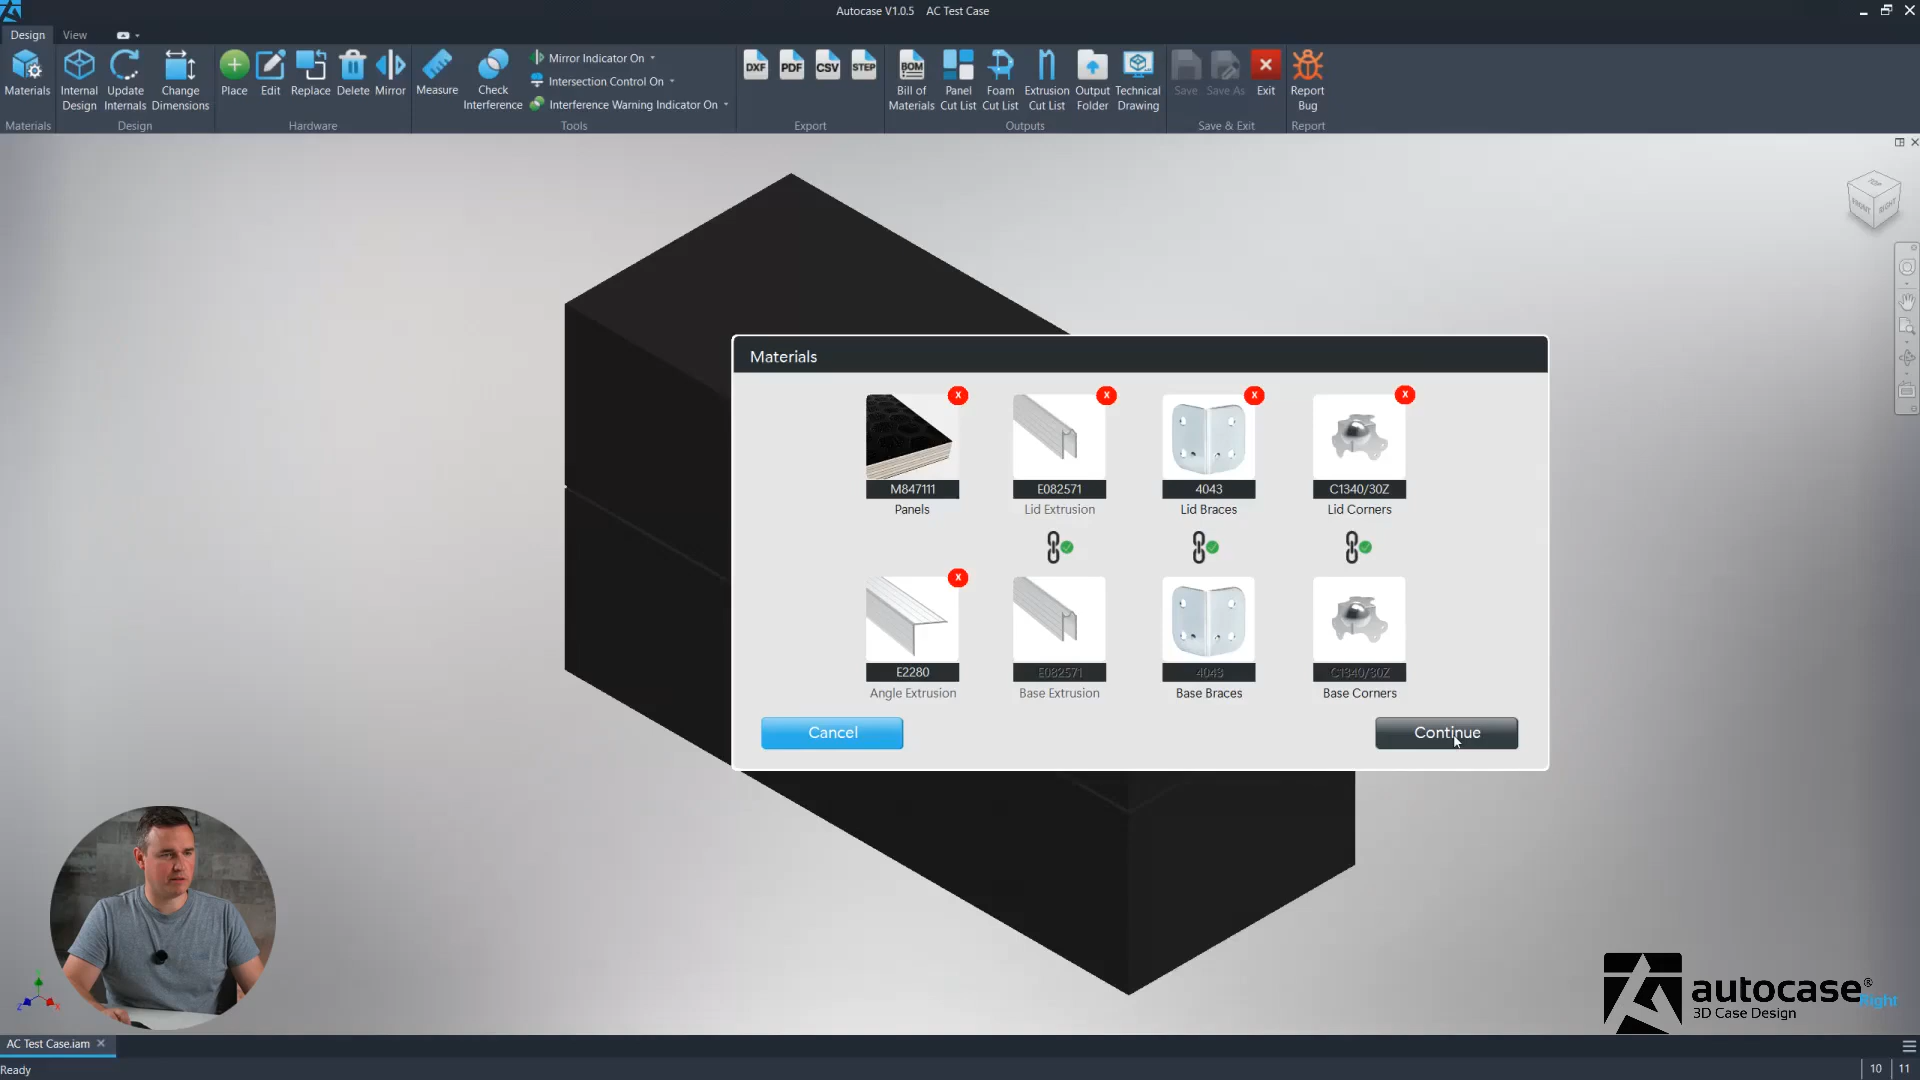 Autocase V1.0.5 AC Test Case
Design View
Materials
Internal Design
Update Internals
Change Dimensions
Place
Edit
Replace
Delete
Mirror
Measure
Check Interference
Mirror Indicator On
Intersection Control On
Interference Warning Indicator On
DXF
PDF
CSV
STEP
BOM
Bill of Materials
Panel Cut List
Foam Cut List
Extrusion Cut List
Output Folder
Technical Drawing
Save
Save As
Exit
Report Bug
Materials
Design
Hardware
Tools
Export
Outputs
Save & Exit
Report
TOP
FRONT
RIGHT
Materials
X
X
X
X
M847111
E082571
4043
C1340/30Z
Panels
Lid Extrusion
Lid Braces
Lid Corners
X
E2280
E082571
4043
C1340/30Z
Angle Extrusion
Base Extrusion
Base Braces
Base Corners
Cancel
Continue
autocase®
Right
3D Case Design
Z
X
AC Test Case.iam
Ready
10 11